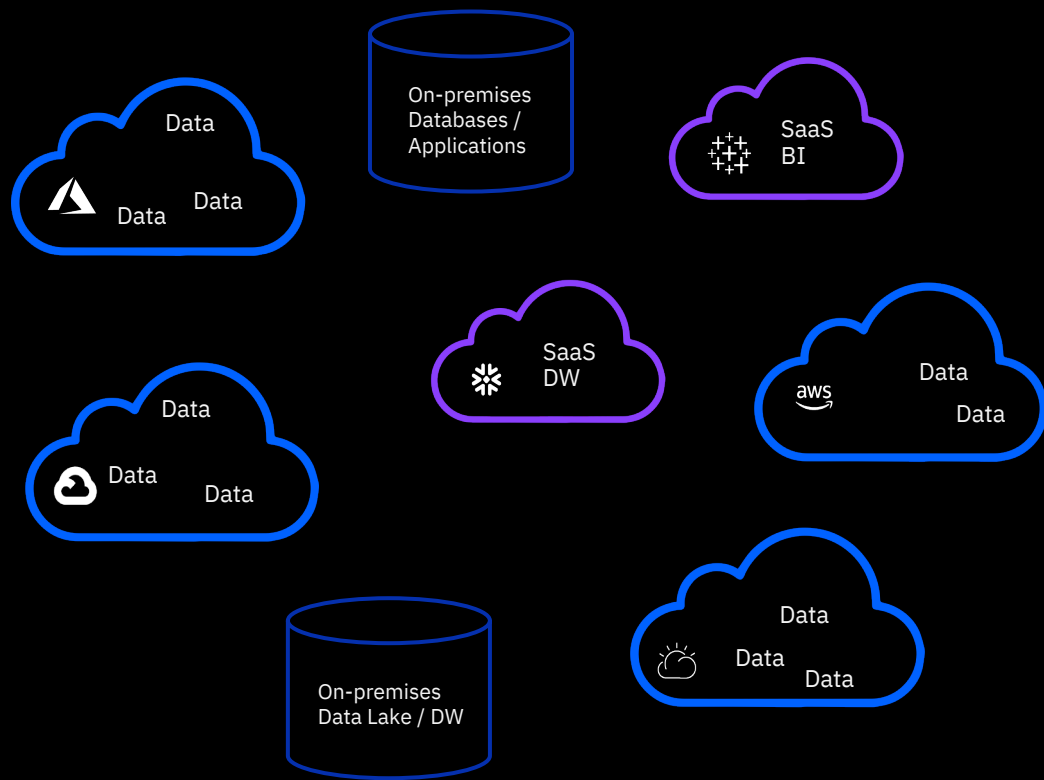 On-premises
Databases /
Applications
SaaS
BI
Data
Data
Data
SaaS
DW
aws
Data
Data
Data
Data
Data
Data
Data
Data
On-premises
Data Lake / DW